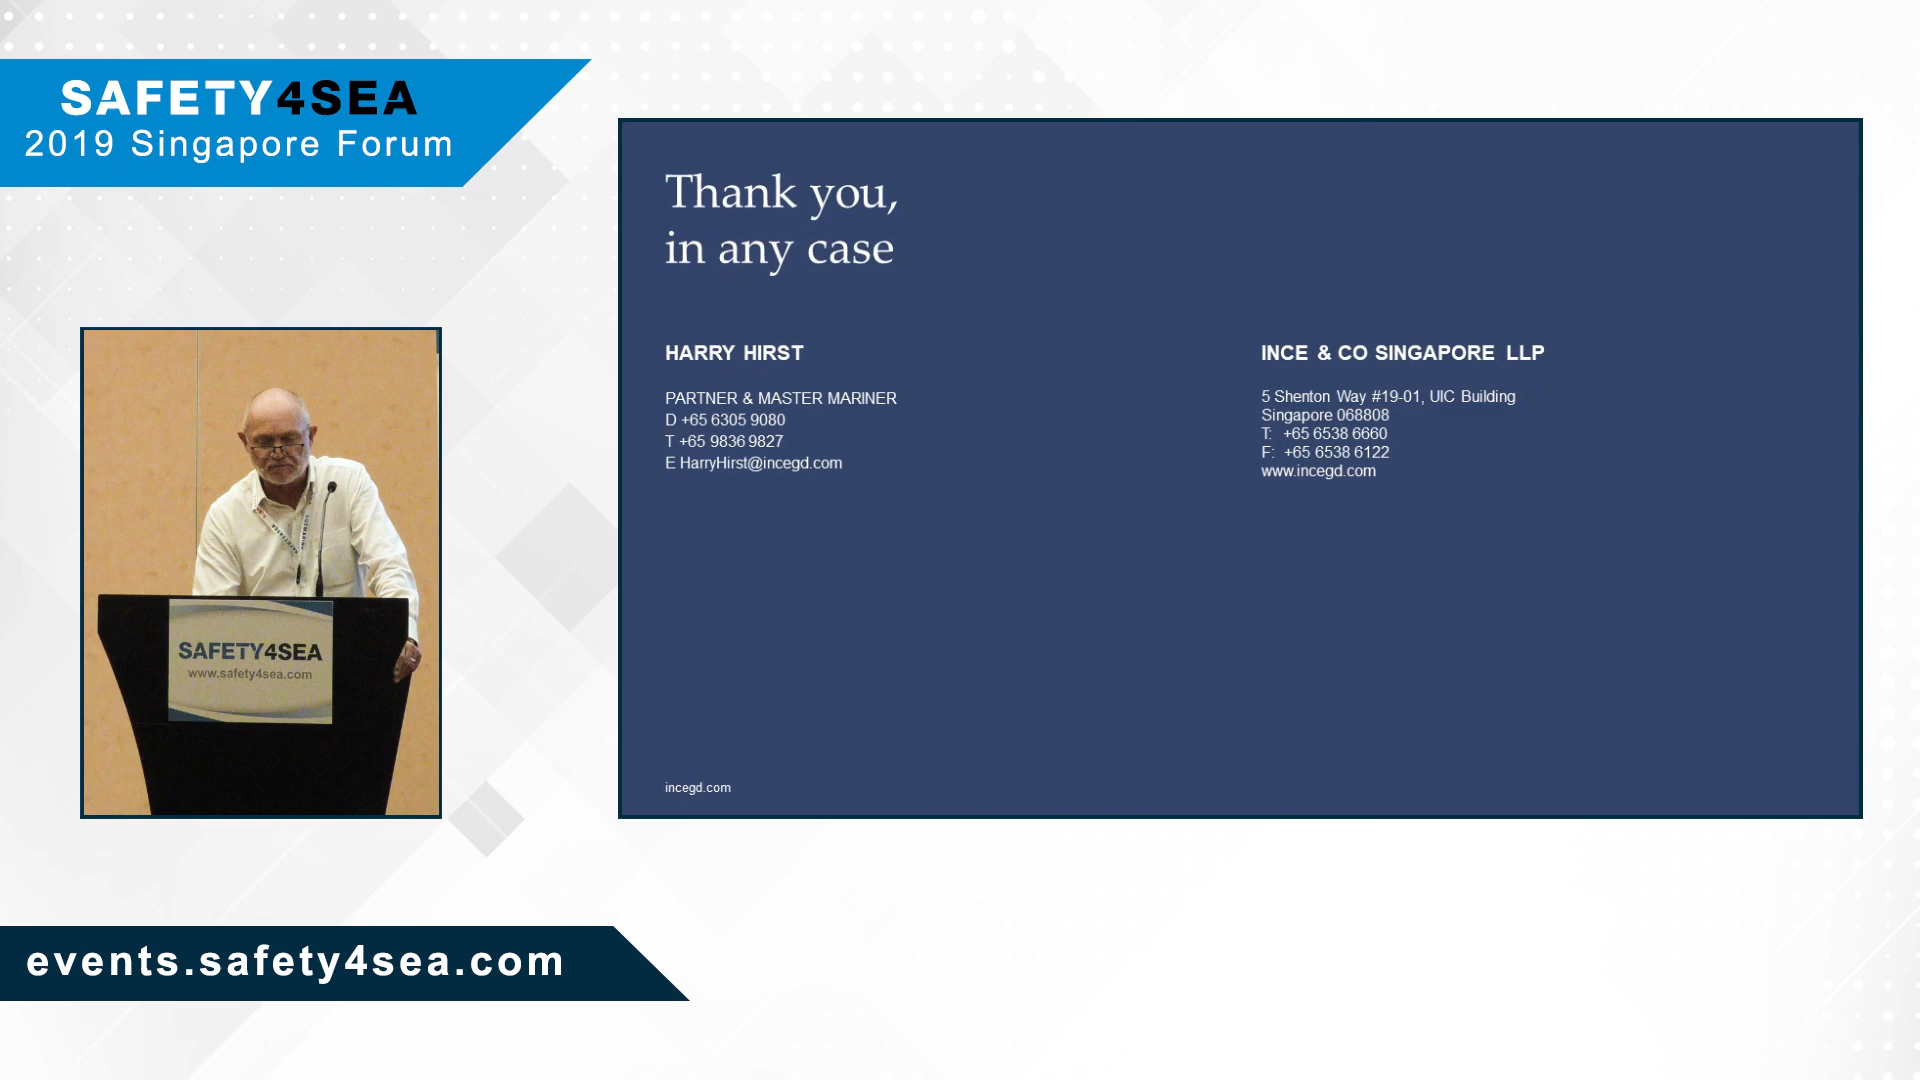 SAFETY4SEA
2019 Singapore Forum
Thank you,
in any case
HARRY HIRST
PARTNER & MASTER MARINER
D +65 6305 9080
T +65 9836 9827
E HarryHirst@incegd.com
INCE & CO SINGAPORE LLP
5 Shenton Way #19-01, UIC Building
Singapore 068808
T: +65 6538 6660
F: +65 6538 6122
www.incegd.com
incegd.com
SAFETY4SEA
www.safety4sea.com
events.safety4sea.com